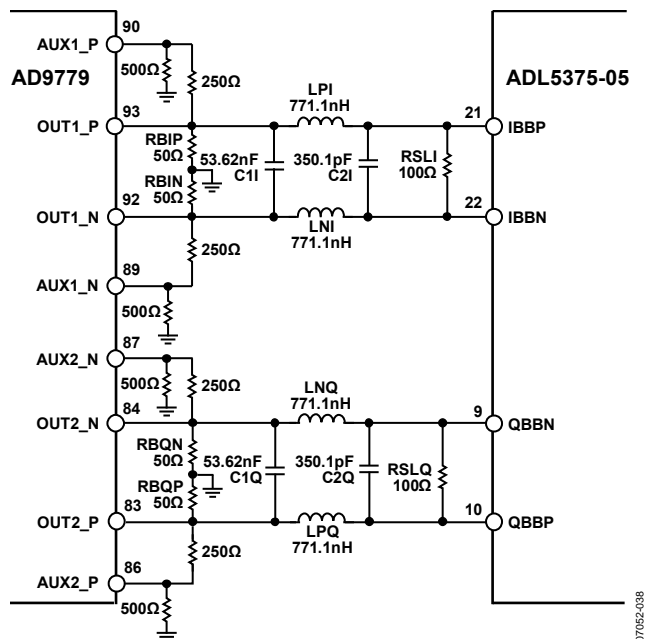 90
AUX1_P
AD9779
500Ω
250Ω
LPI
771.1nH
ADL5375-05
93
OUT1_P
21
IBBP
RBIP
50Ω
53.62nF
C1I
350.1pF
C2I
RSLI
100Ω
RBIN
50Ω
92
OUT1_N
22
IBBN
LNI
771.1nH
250Ω
89
AUX1_N
500Ω
87
AUX2_N
500Ω
250Ω
LNQ
771.1nH
84
OUT2_N
9
QBBN
RBQN
50Ω
53.62nF
C1Q
350.1pF
C2Q
RSLQ
100Ω
RBQP
50Ω
83
OUT2_P
10
QBBP
LPQ
771.1nH
250Ω
86
AUX2_P
500Ω
07052-038